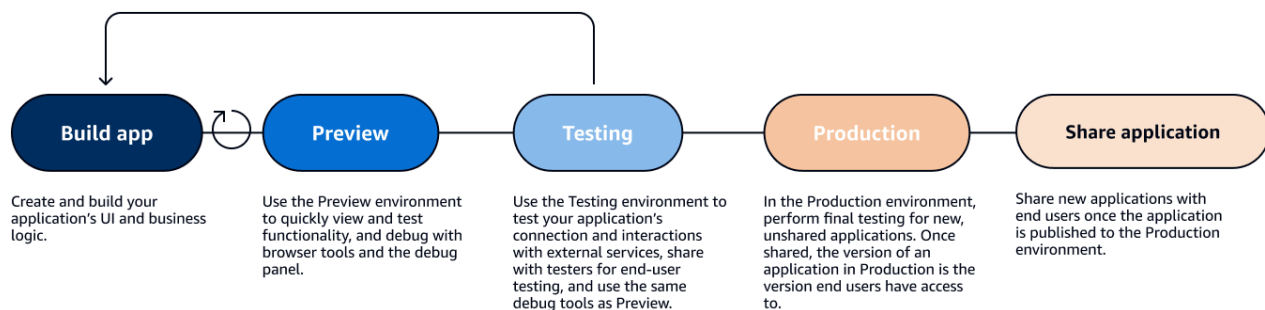 Build app
Preview
Testing
Production
Share application
Create and build your
application’s UI and business
logic.
Use the Preview environment
to quickly view and test
functionality, and debug with
browser tools and the debug
panel.
Use the Testing environment to
test your application’s
connection and interactions
with external services, share
with testers for end-user
testing, and use the same
debug tools as Preview.
In the Production environment,
perform final testing for new,
unshared applications. Once
shared, the version of an
application in Production is the
version end users have access
to.
Share new applications with
end users once the application
is published to the Production
environment.